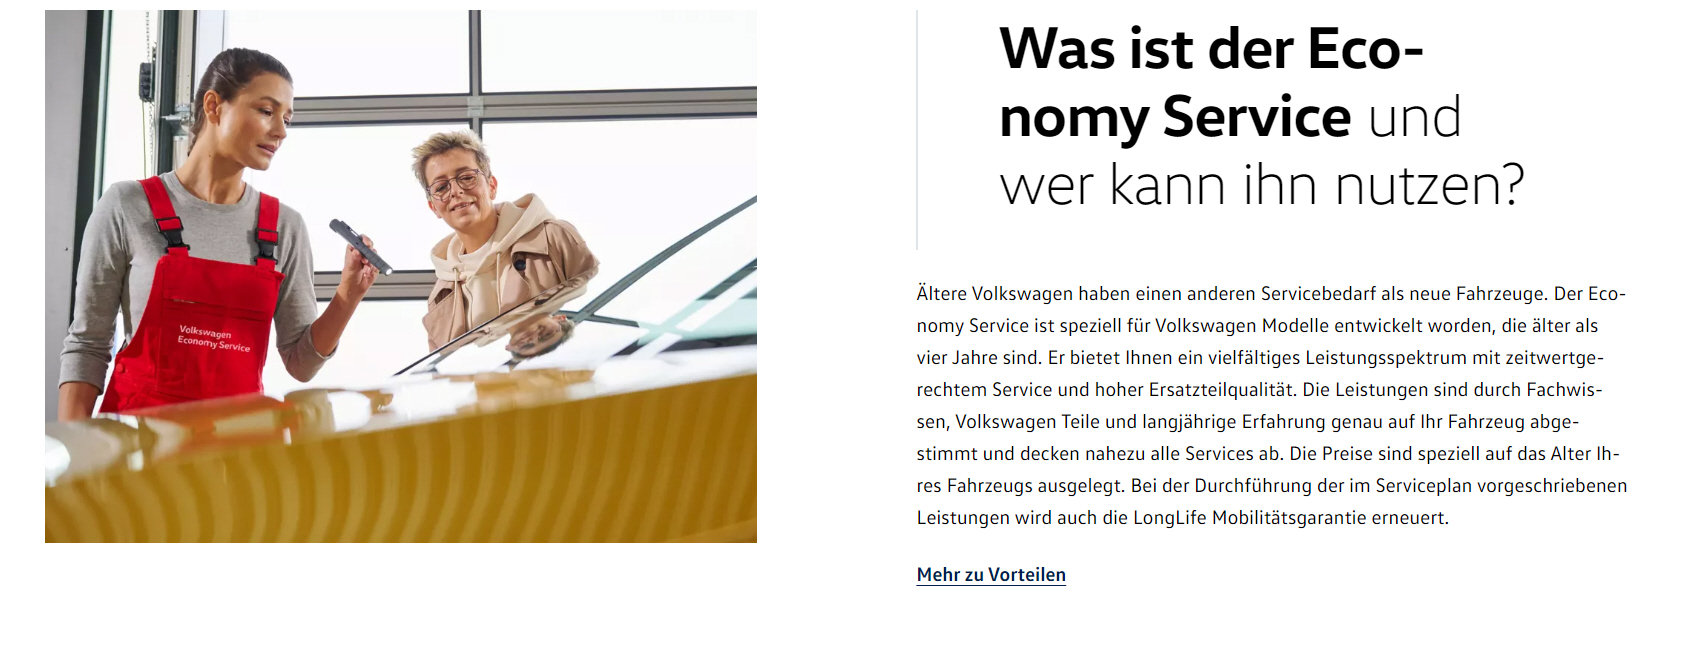 Volkswagen
Economy Service
Was ist der Eco-
nomy Service und
wer kann ihn nutzen?
Ältere Volkswagen haben einen anderen Servicebedarf als neue Fahrzeuge. Der Eco-
nomy Service ist speziell für Volkswagen Modelle entwickelt worden, die älter als
vier Jahre sind. Er bietet Ihnen ein vielfältiges Leistungsspektrum mit zeitwertge-
rechtem Service und hoher Ersatzteilqualität. Die Leistungen sind durch Fachwis-
sen, Volkswagen Teile und langjährige Erfahrung genau auf Ihr Fahrzeug abge-
stimmt und decken nahezu alle Services ab. Die Preise sind speziell auf das Alter Ih-
res Fahrzeugs ausgelegt. Bei der Durchführung der im Serviceplan vorgeschriebenen
Leistungen wird auch die LongLife Mobilitätsgarantie erneuert.
Mehr zu Vorteilen